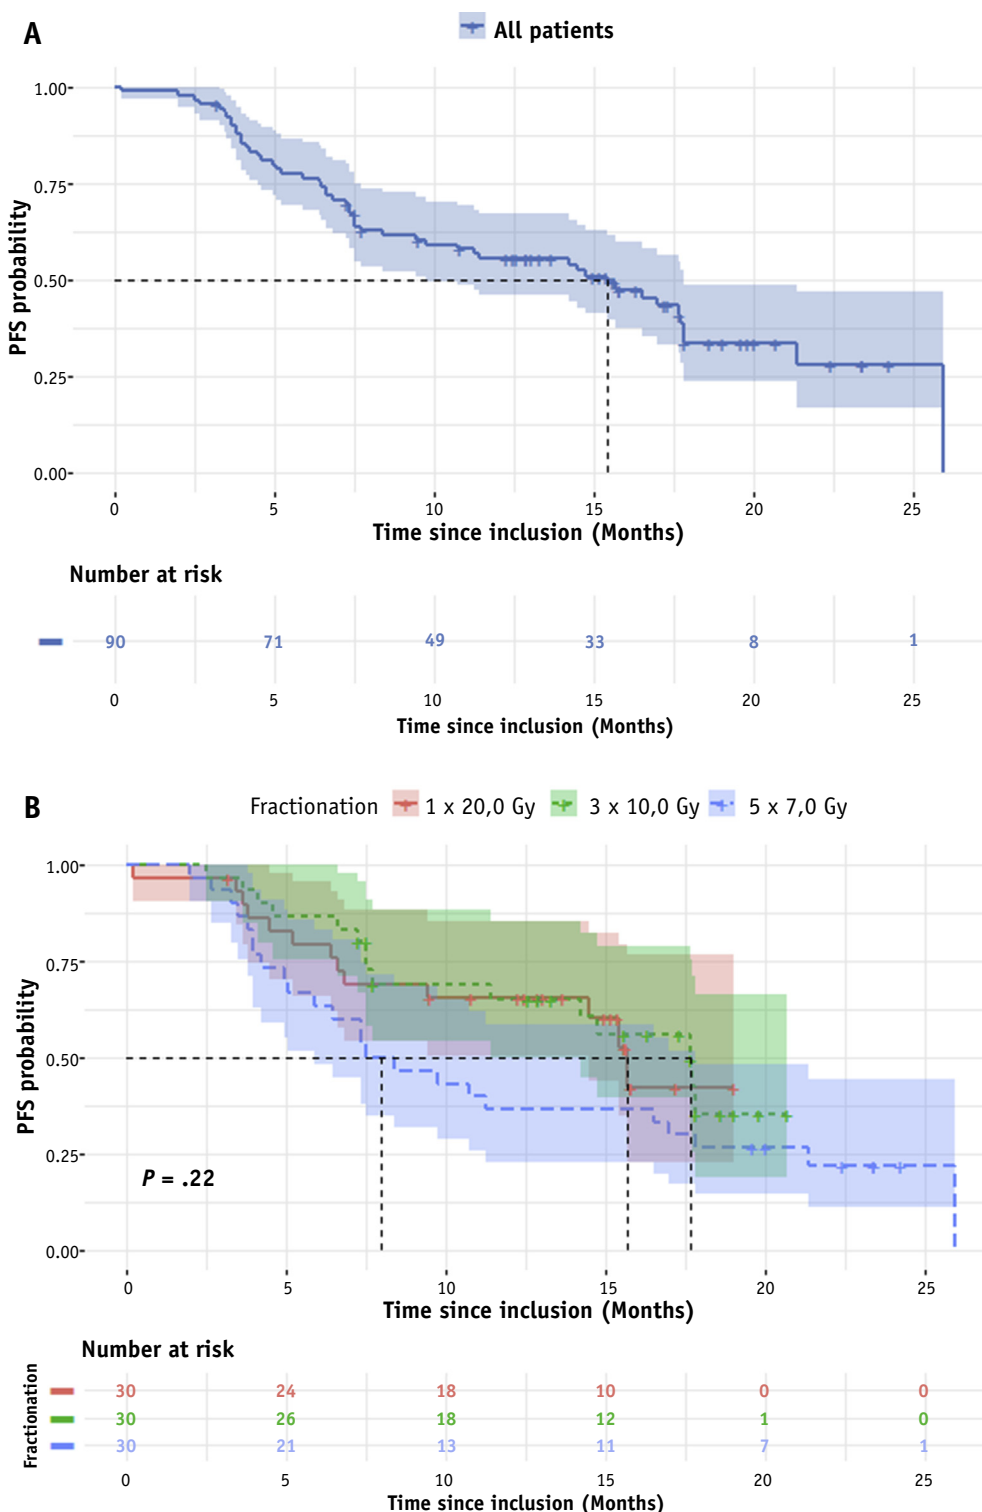 A
All patients
1.00
0.75
0.50
0.25
0.00
PFS probability
0 5 10 15 20 25
Time since inclusion (Months)
Number at risk
90 71 49 33 8 1
0 5 10 15 20 25
Time since inclusion (Months)
B
Fractionation 1 x 20,0 Gy 3 x 10,0 Gy 5 x 7,0 Gy
1.00
0.75
0.50
0.25
0.00
PFS probability
P = .22
0 5 10 15 20 25
Time since inclusion (Months)
Number at risk
Fractionation
30 24 18 10 0 0
30 26 18 12 1 0
30 21 13 11 7 1
0 5 10 15 20 25
Time since inclusion (Months)